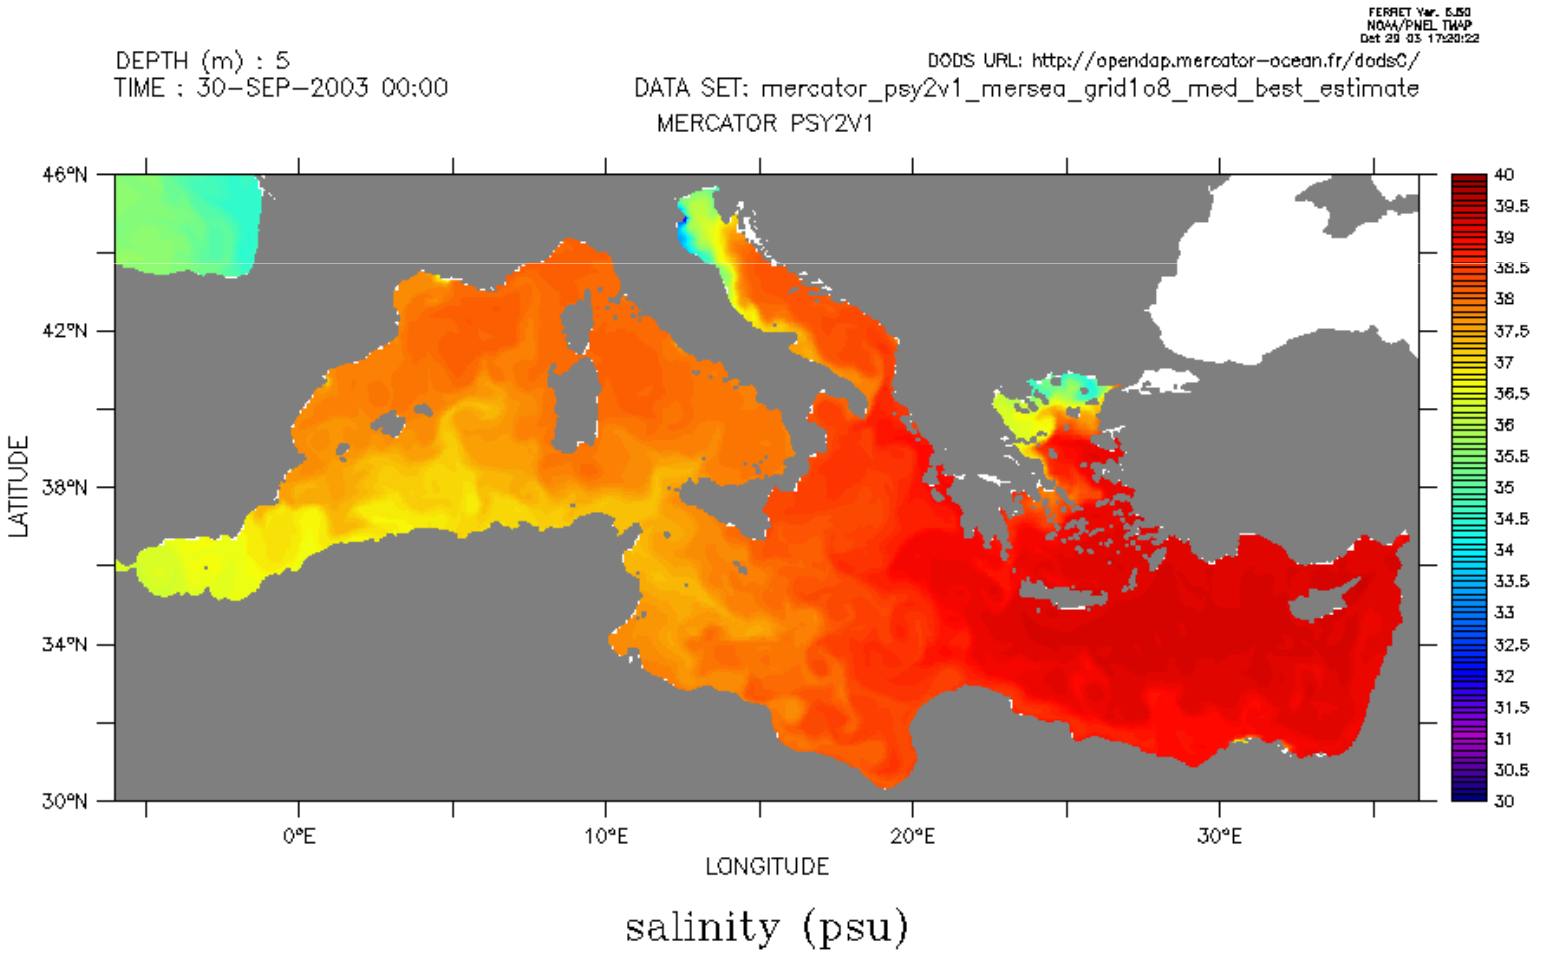 FERRET Ver. 5.50
NOAA/PMEL TMAP
Oct 29 03 17:20:22
DEPTH (m) : 5
TIME : 30-SEP-2003 00:00
DODS URL: http://opendap.mercator-ocean.fr/dodsC/
DATA SET: mercator_psy2v1_mersea_grid1o8_med_best_estimate
MERCATOR PSY2V1
46°N
42°N
38°N
34°N
30°N
LATITUDE
0°E
10°E
20°E
30°E
LONGITUDE
40
39.5
39
38.5
38
37.5
37
36.5
36
35.5
35
34.5
34
33.5
33
32.5
32
31.5
31
30.5
30
salinity (psu)